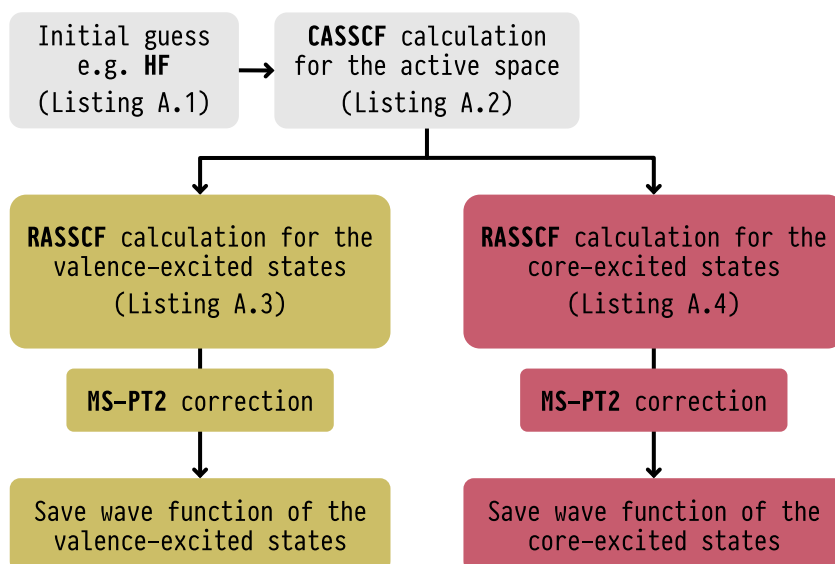 Initial guess
e.g. HF
(Listing A.1)
CASSCF calculation
for the active space
(Listing A.2)
RASSCF calculation for the
valence–excited states
(Listing A.3)
RASSCF calculation for the
core–excited states
(Listing A.4)
MS–PT2 correction
MS–PT2 correction
Save wave function of the
valence–excited states
Save wave function of the
core–excited states